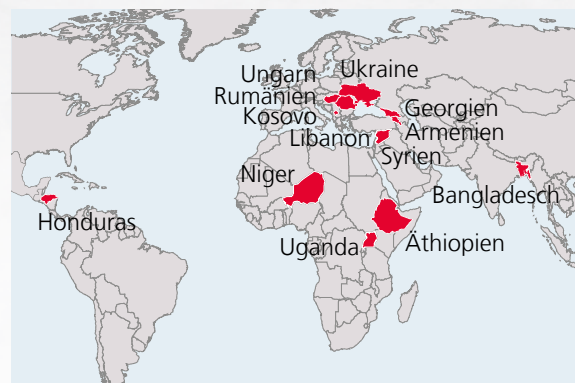 Ungarn
Ukraine
Rumänien
Kosovo
Georgien
Armenien
Libanon
Syrien
Niger
Bangladesch
Honduras
Uganda
Äthiopien